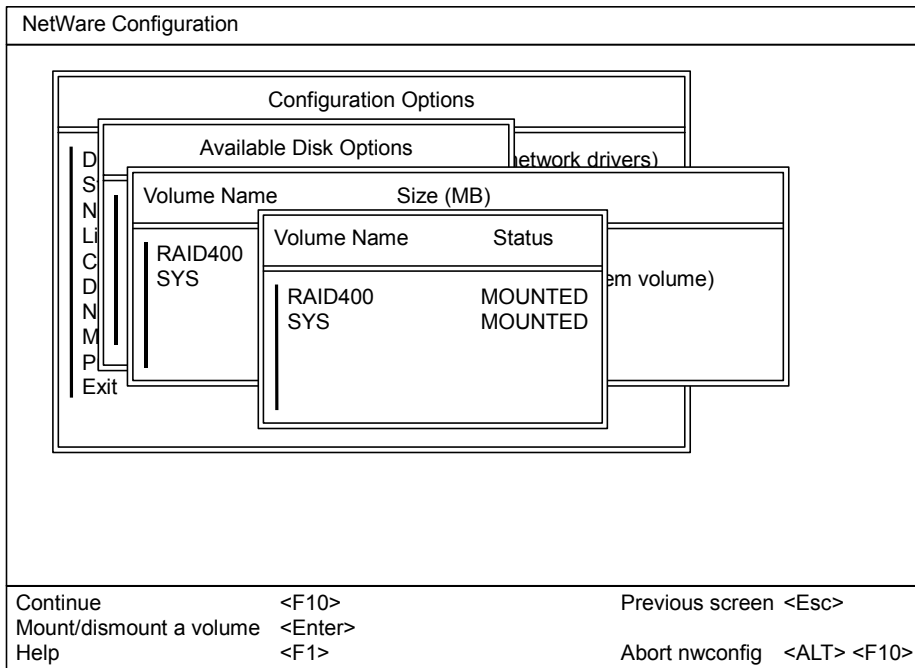 NetWare Configuration
Configuration Options
Available Disk Options
network drivers)
D
S
N
Li
C
D
N
M
P
Exit
Volume Name Size (MB)
RAID400
SYS
em volume)
Volume Name Status
RAID400 MOUNTED
SYS MOUNTED
Continue <F10> Previous screen <Esc>
Mount/dismount a volume <Enter>
Help <F1> Abort nwconfig <ALT> <F10>